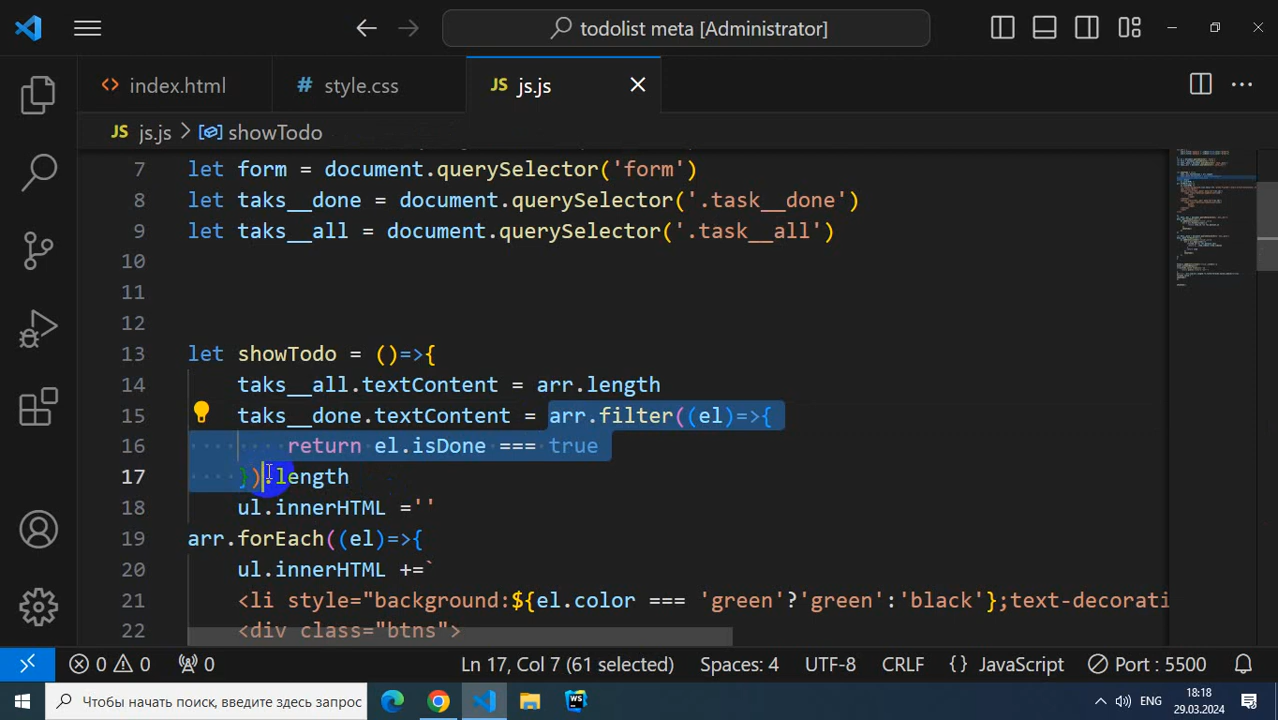 todolist meta [Administrator]
index.html
# style.css
JS js.js
JS js.js > showTodo
7 let form = document.querySelector('form')
8 let taks__done = document.querySelector('.task__done')
9 let taks__all = document.querySelector('.task__all')
10
11
12
13 let showTodo = ()=>{
14 taks__all.textContent = arr.length
15 taks__done.textContent = arr.filter((el)=>{
16 return el.isDone === true
17 }).length
18 ul.innerHTML =''
19 arr.forEach((el)=>{
20 ul.innerHTML +=`
21 <li style="background:${el.color === 'green'?'green':'black'};text-decorati
22 <div class="btns">
0 0 0 Ln 17, Col 7 (61 selected) Spaces: 4 UTF-8 CRLF {} JavaScript Port : 5500
Чтобы начать поиск, введите здесь запрос
WS
ENG
18:18
29.03.2024